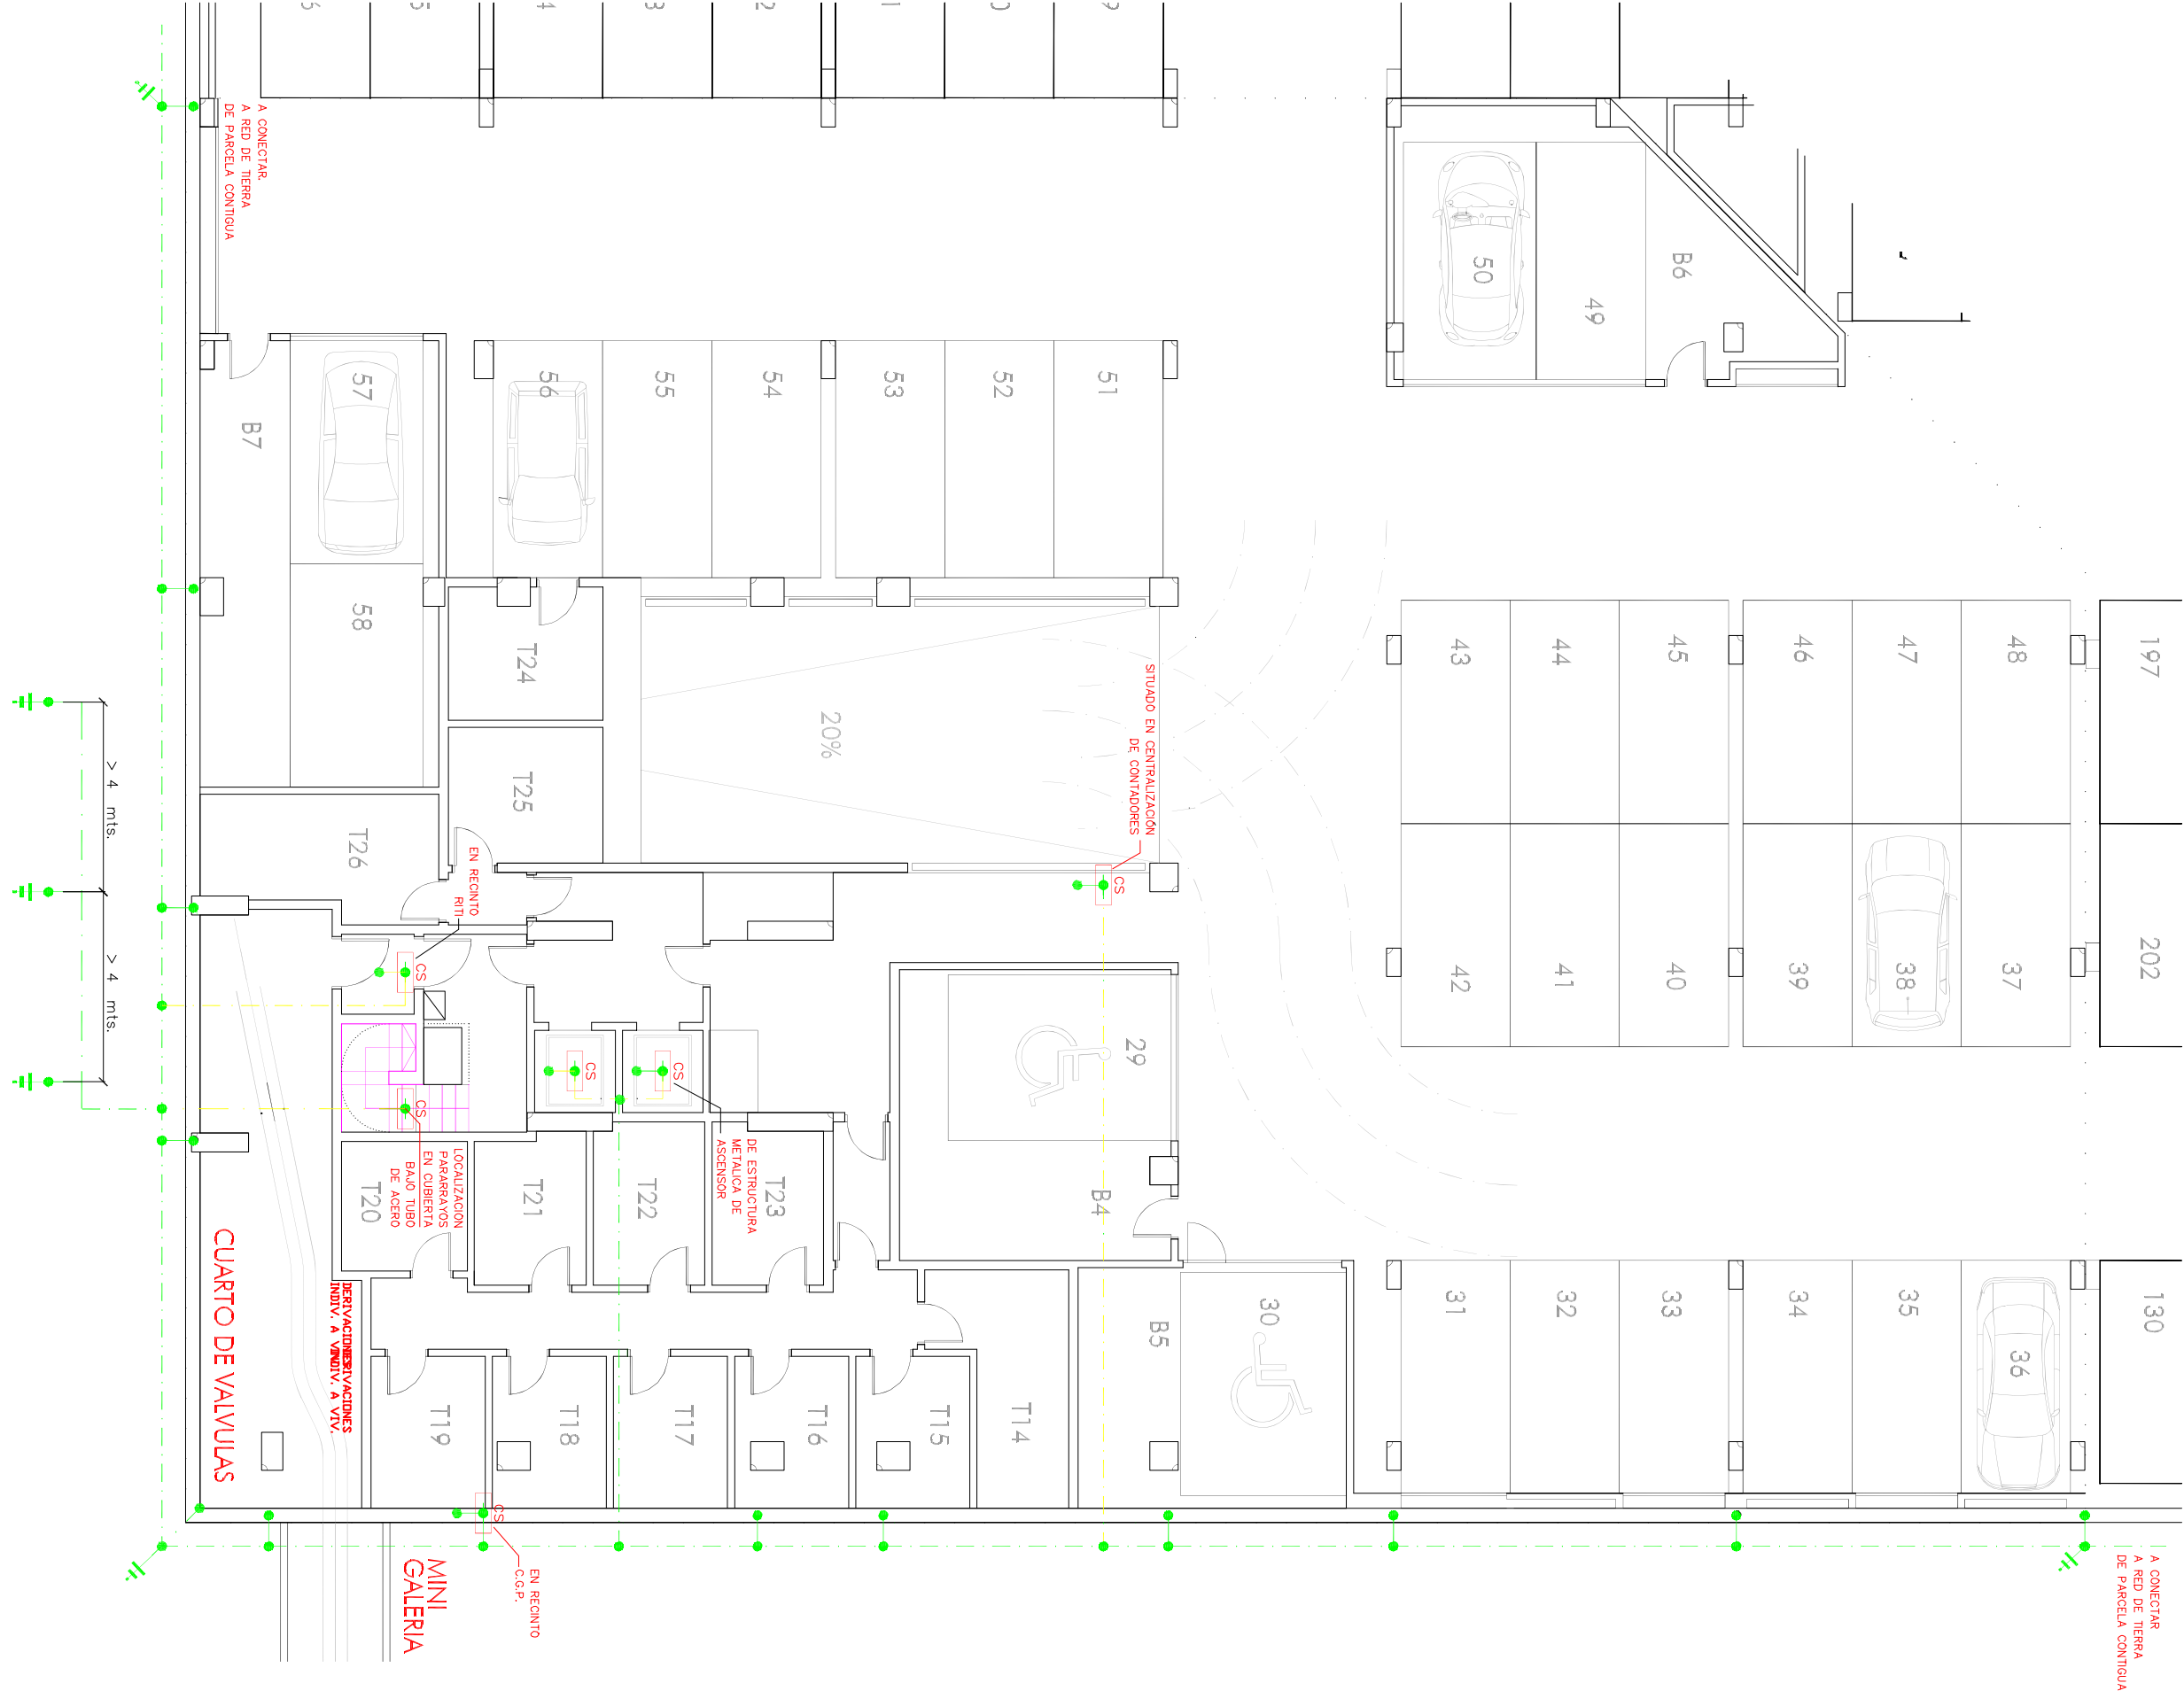 A CONECTAR.
A RED DE TIERRA
DE PARCELA CONTIGUA
50
49
B6
57
B7
56
55
54
53
52
51
58
T24
T25
T26
20%
SITUADO EN CENTRALIZACIÓN
DE CONTADORES
CS
43
44
45
46
47
48
197
42
41
40
39
38
37
202
> 4 mts.
> 4 mts.
EN RECINTO
RITI
CS
CS
CS
CS
29
DE ESTRUCTURA
METALICA DE
ASCENSOR
LOCALIZACION
PARARRAYOS
EN CUBIERTA
BAJO TUBO
DE ACERO
T20
T21
T22
T23
B4
B5
30
31
32
33
34
35
36
130
CUARTO DE VALVULAS
DERIVACIONES
INDIV. A VIV.
T19
T18
T17
T16
T15
T14
CS
EN RECINTO
C.G.P.
MINI
GALERIA
A CONECTAR
A RED DE TIERRA
DE PARCELA CONTIGUA